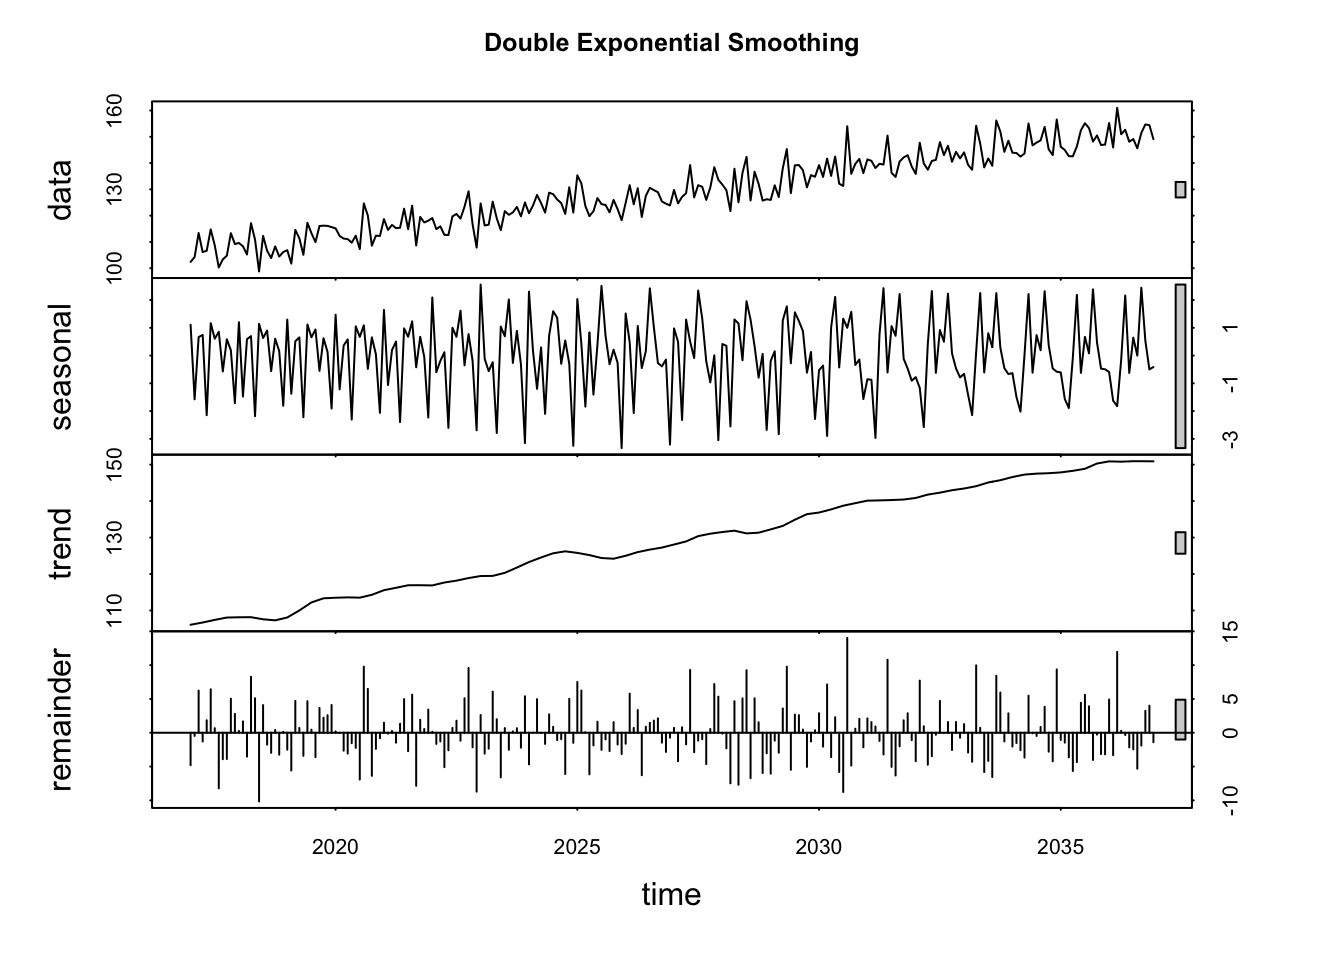 Double Exponential Smoothing
data
100 130 160
seasonal
-3 -1 1
trend
110 130 150
remainder
-10 0 5 15
2020 2025 2030 2035
time